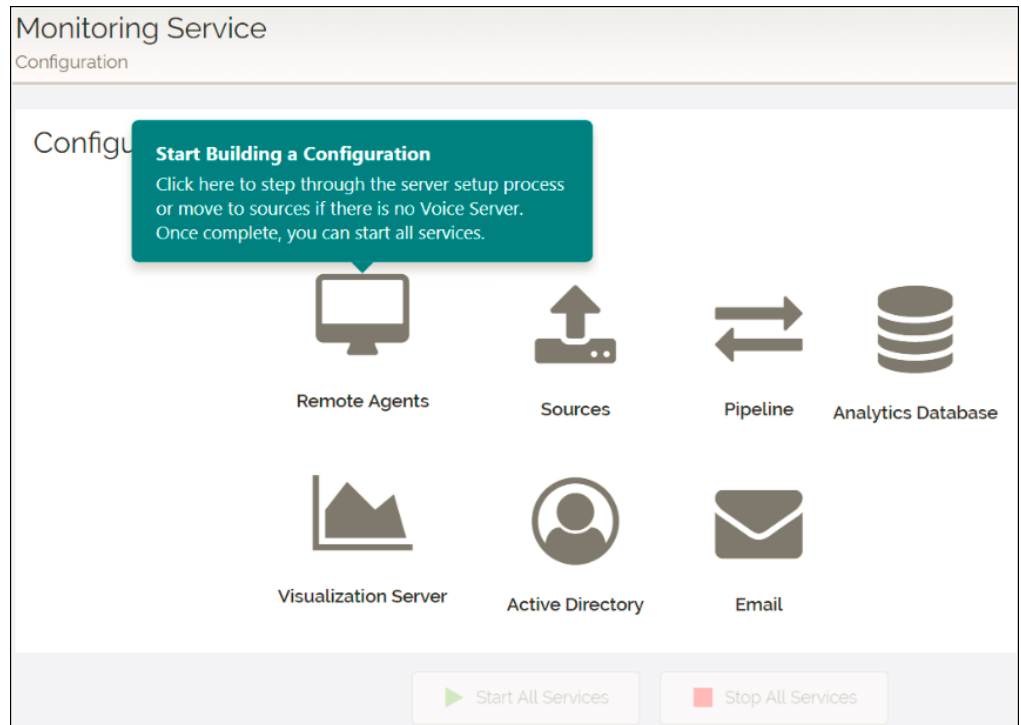 Monitoring Service
Configuration
Configu
Start Building a Configuration
Click here to step through the server setup process
or move to sources if there is no Voice Server.
Once complete, you can start all services.
Remote Agents
Sources
Pipeline
Analytics Database
Visualization Server
Active Directory
Email
Start All Services
Stop All Services